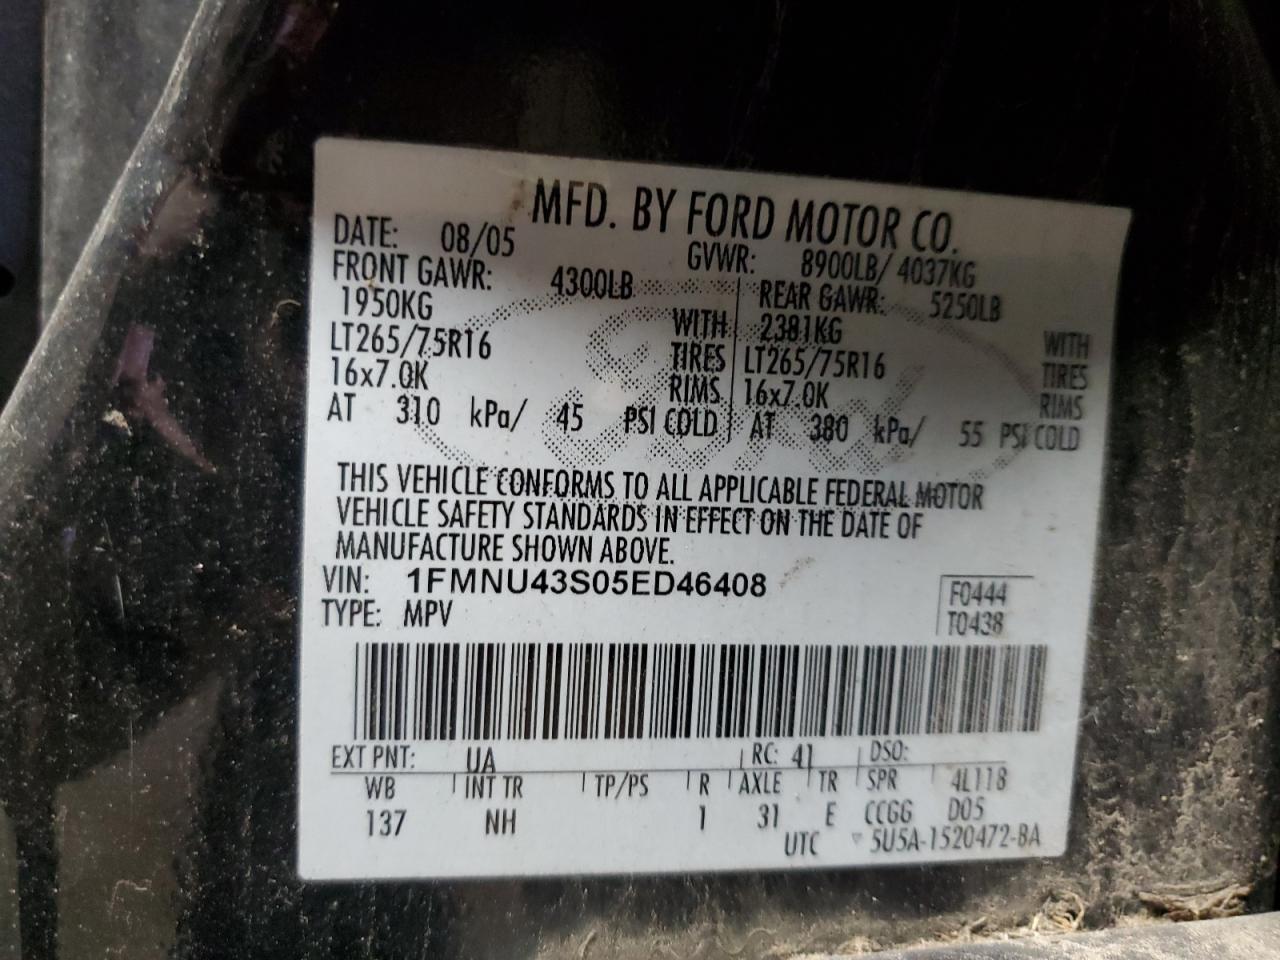 MFD. BY FORD MOTOR CO.
DATE: 08/05 GVWR: 8900LB/ 4037KG
FRONT GAWR: 4300LB REAR GAWR: 5250LB
1950KG WITH 2381KG WITH
LT265/75R16 TIRES LT265/75R16 TIRES
16x7.0K RIMS 16x7.0K RIMS
AT 310 kPa/ 45 PSI COLD AT 380 kPa/ 55 PSI COLD
THIS VEHICLE CONFORMS TO ALL APPLICABLE FEDERAL MOTOR
VEHICLE SAFETY STANDARDS IN EFFECT ON THE DATE OF
MANUFACTURE SHOWN ABOVE.
VIN: 1FMNU43S05ED46408 F0444
TYPE: MPV T0438
EXT PNT: UA RC: 41 DSO:
WB INT TR TP/PS R AXLE TR SPR 4L118
137 NH 1 31 E CCGG D05
UTC 5U5A-1520472-BA